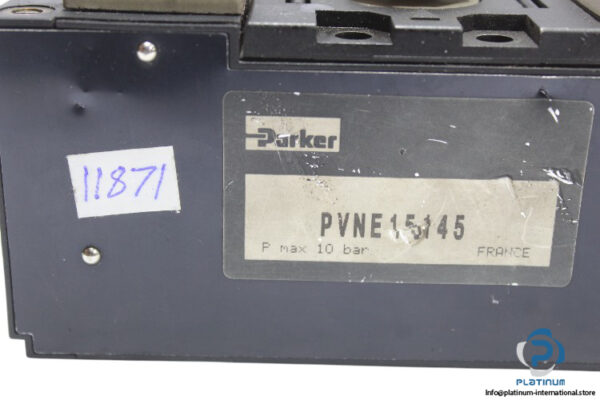 Parker
11871
PVNE15145
P max 10 bar
FRANCE
PLATINUM
Info@platinum-international.store